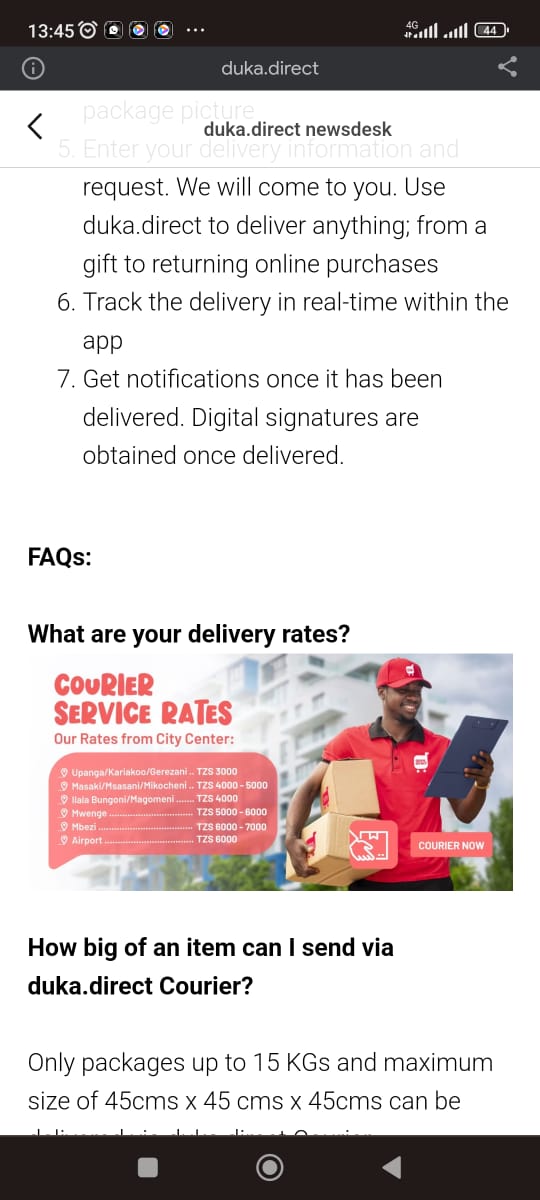 13:45
4G
44
duka.direct
package picture
duka.direct newsdesk
5. Enter your delivery information and
request. We will come to you. Use
duka.direct to deliver anything; from a
gift to returning online purchases
6. Track the delivery in real-time within the
app
7. Get notifications once it has been
delivered. Digital signatures are
obtained once delivered.
FAQs:
What are your delivery rates?
COURIER
SERVICE RATES
Our Rates from City Center:
Upanga/Kariakoo/Gerezani .. TZS 3000
Masaki/Msasani/Mikocheni .. TZS 4000 - 5000
Ilala Bungoni/Magomeni ...... TZS 4000
Mwenge ............................ TZS 5000 - 6000
Mbezi ................................ TZS 6000 - 7000
Airport .............................. TZS 6000
COURIER NOW
How big of an item can I send via
duka.direct Courier?
Only packages up to 15 KGs and maximum
size of 45cms x 45 cms x 45cms can be